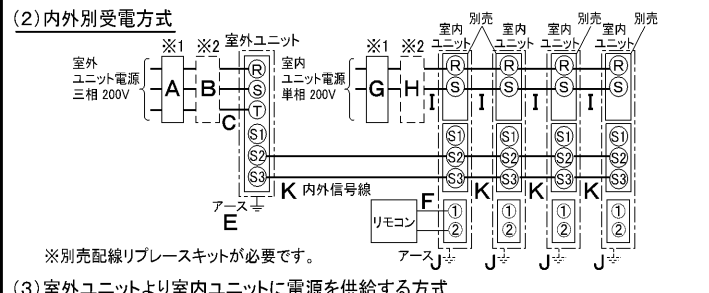 (2)内外別受電方式
※1 ※2 室外ユニット
室外
ユニット電源
三相 200V
A B C
R
S
T
S1
S2
S3
アース
E
※1 ※2
室内
ユニット電源
単相 200V
G H
室内
ユニット
別売
室内
ユニット
室内
ユニット
別売
室内
ユニット
別売
R R R R
S S S S
I I I I
S1 S1 S1 S1
S2 S2 S2 S2
S3 S3 S3 S3
K 内外信号線 K K K
F
リモコン
① ① ① ①
② ② ② ②
アース J J J J
※別売配線リプレースキットが必要です。
(3)室外ユニットより室内ユニットに電源を供給する方式